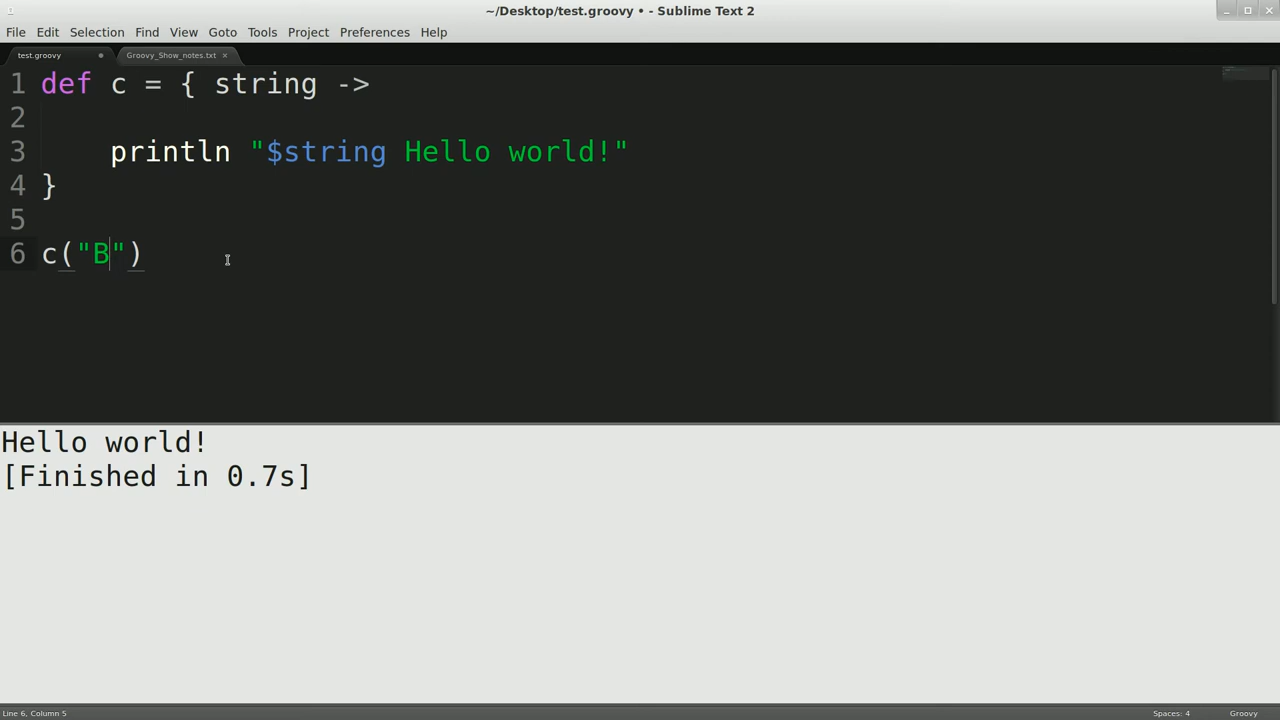 ~/Desktop/test.groovy • - Sublime Text 2
File Edit Selection Find View Goto Tools Project Preferences Help
test.groovy Groovy_Show_notes.txt ×
1 def c = { string ->
2
3 println "$string Hello world!"
4 }
5
6 c("B")
Hello world!
[Finished in 0.7s]
Line 6, Column 5 Spaces: 4 Groovy